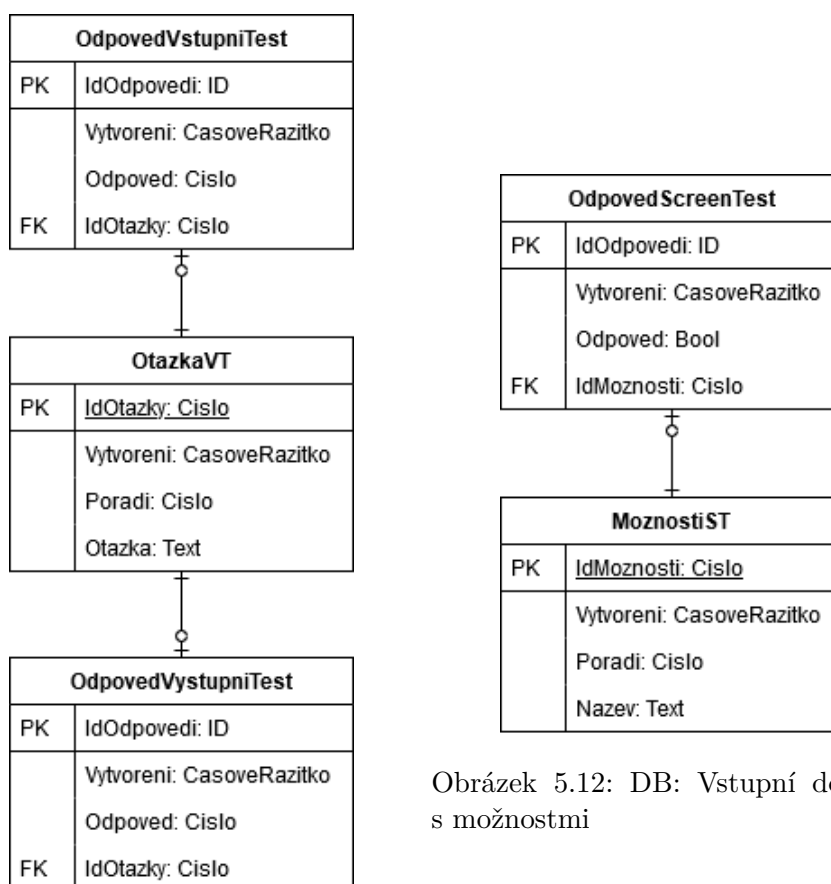 OdpovedVstupniTest
PK IdOdpovedi: ID
Vytvoreni: CasoveRazitko
Odpoved: Cislo
FK IdOtazky: Cislo
OtazkaVT
PK IdOtazky: Cislo
Vytvoreni: CasoveRazitko
Poradi: Cislo
Otazka: Text
OdpovedVystupniTest
PK IdOdpovedi: ID
Vytvoreni: CasoveRazitko
Odpoved: Cislo
FK IdOtazky: Cislo
OdpovedScreenTest
PK IdOdpovedi: ID
Vytvoreni: CasoveRazitko
Odpoved: Bool
FK IdMoznosti: Cislo
MoznostiST
PK IdMoznosti: Cislo
Vytvoreni: CasoveRazitko
Poradi: Cislo
Nazev: Text
Obrázek 5.12: DB: Vstupní
s možnostmi